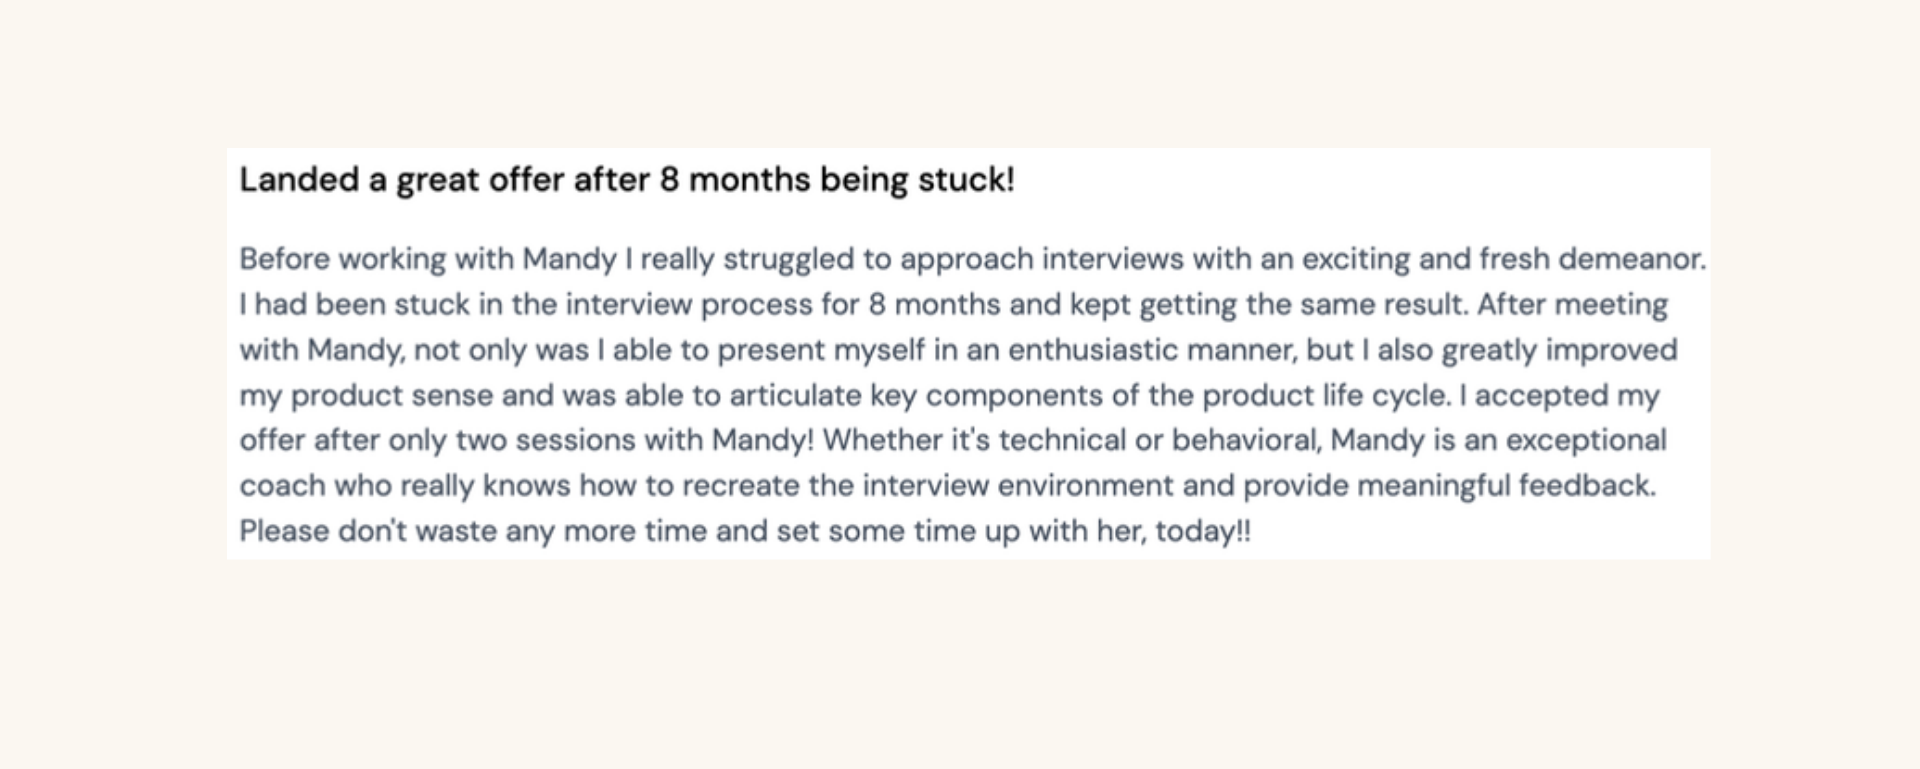 Landed a great offer after 8 months being stuck!
Before working with Mandy I really struggled to approach interviews with an exciting and fresh demeanor.
I had been stuck in the interview process for 8 months and kept getting the same result. After meeting
with Mandy, not only was I able to present myself in an enthusiastic manner, but I also greatly improved
my product sense and was able to articulate key components of the product life cycle. I accepted my
offer after only two sessions with Mandy! Whether it's technical or behavioral, Mandy is an exceptional
coach who really knows how to recreate the interview environment and provide meaningful feedback.
Please don't waste any more time and set some time up with her, today!!